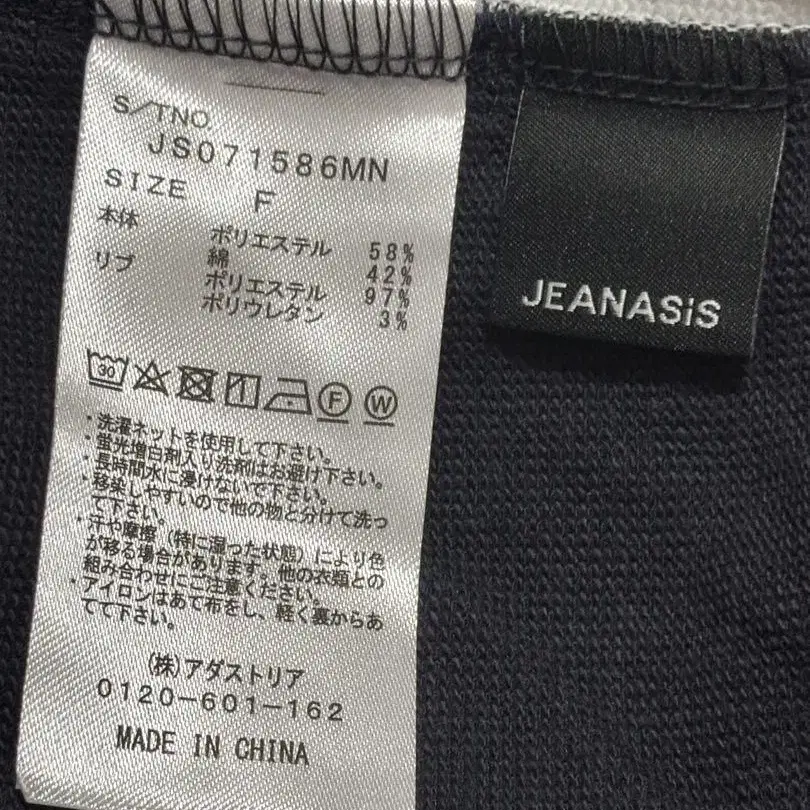 S/TNO.
JS071586MN
SIZE F
本体 ポリエステル 58%
綿 42%
リブ ポリエステル 97%
ポリウレタン 3%
30
F W
・洗濯ネットを使用して下さい。
・蛍光増白剤入り洗剤はお避け下さい。
・長時間水に浸けないで下さい。
・移染しやすいので他の物と分けて洗っ
て下さい。
・汗や摩擦（特に湿った状態）により色
が移る場合があります。他の衣類との
組み合わせにご注意ください。
・アイロンはあて布をし、軽く裏からあ
てて下さい。
(株)アダストリア
0120-601-162
MADE IN CHINA
JEANASiS